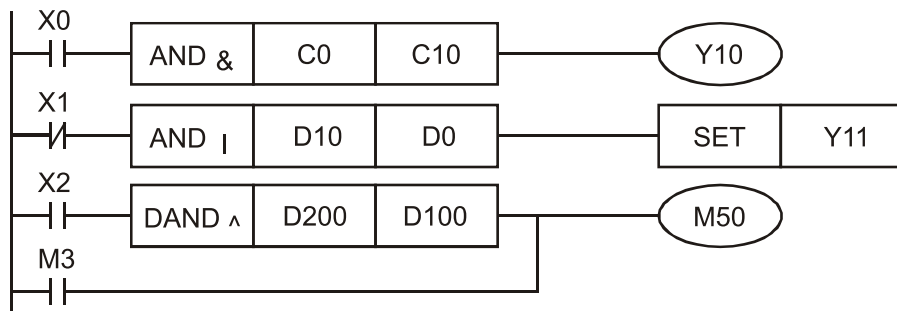 X0
AND & C0 C10 Y10
X1
AND | D10 D0 SET Y11
X2
DAND ^ D200 D100 M50
M3